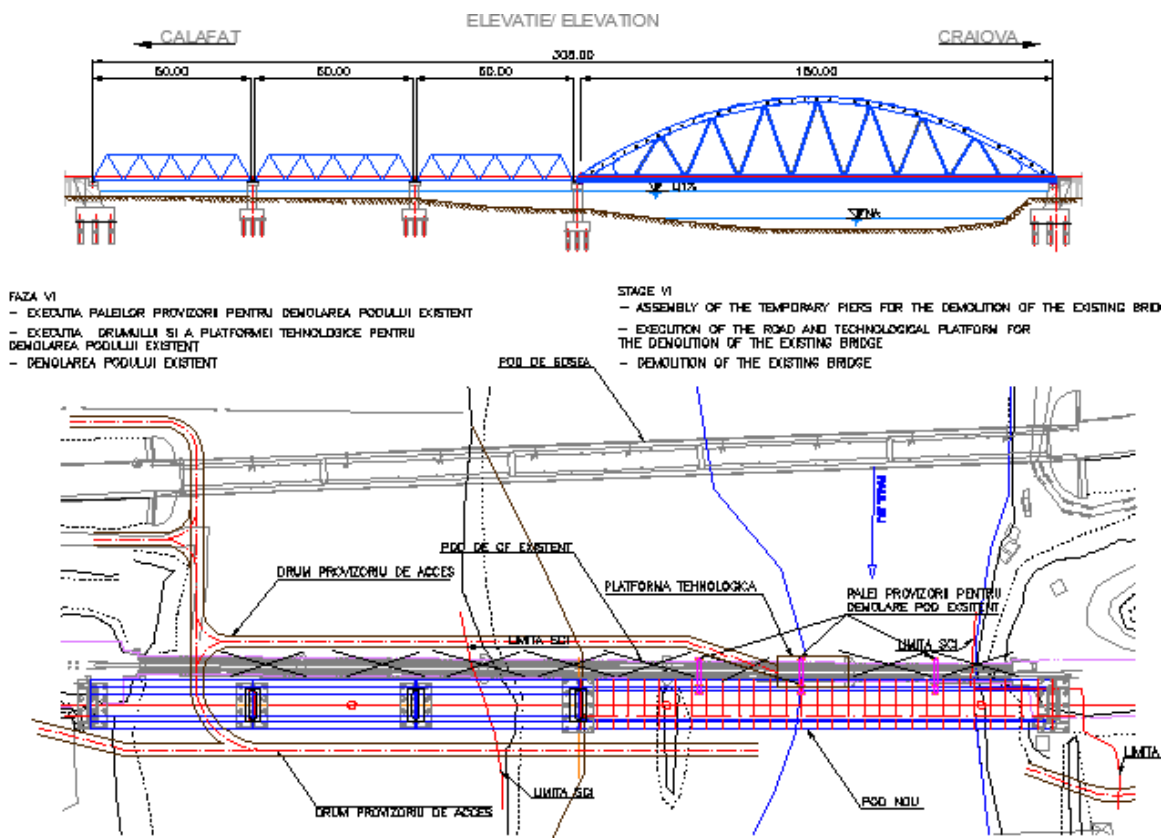 ELEVATIE/ ELEVATION
CALAFAT
CRAIOVA
308.00
50.00
50.00
50.00
150.00
Q1%
FAZA VI
- EXECUTIA PALEILOR PROVIZORII PENTRU DEMOLAREA PODULUI EXISTENT
- EXECUTIA DRUMULUI SI A PLATFORMEI TEHNOLOGICE PENTRU
DEMOLAREA PODULUI EXISTENT
- DEMOLAREA PODULUI EXISTENT
STAGE VI
- ASSEMBLY OF THE TEMPORARY PIERS FOR THE DEMOLITION OF THE EXISTING BRID
- EXECUTION OF THE ROAD AND TECHNOLOGICAL PLATFORM FOR
THE DEMOLITION OF THE EXISTING BRIDGE
- DEMOLITION OF THE EXISTING BRIDGE
POD DE SOSEA
RAUL JIU
POD DE CF EXISTENT
DRUM PROVIZORIU DE ACCES
PLATFORMA TEHNOLOGICA
PALEI PROVIZORII PENTRU
DEMOLARE POD EXSITENT
LIMITA SCI
LIMITA SCI
LIMITA
LIMITA SCI
DRUM PROVIZORIU DE ACCES
POD NOU